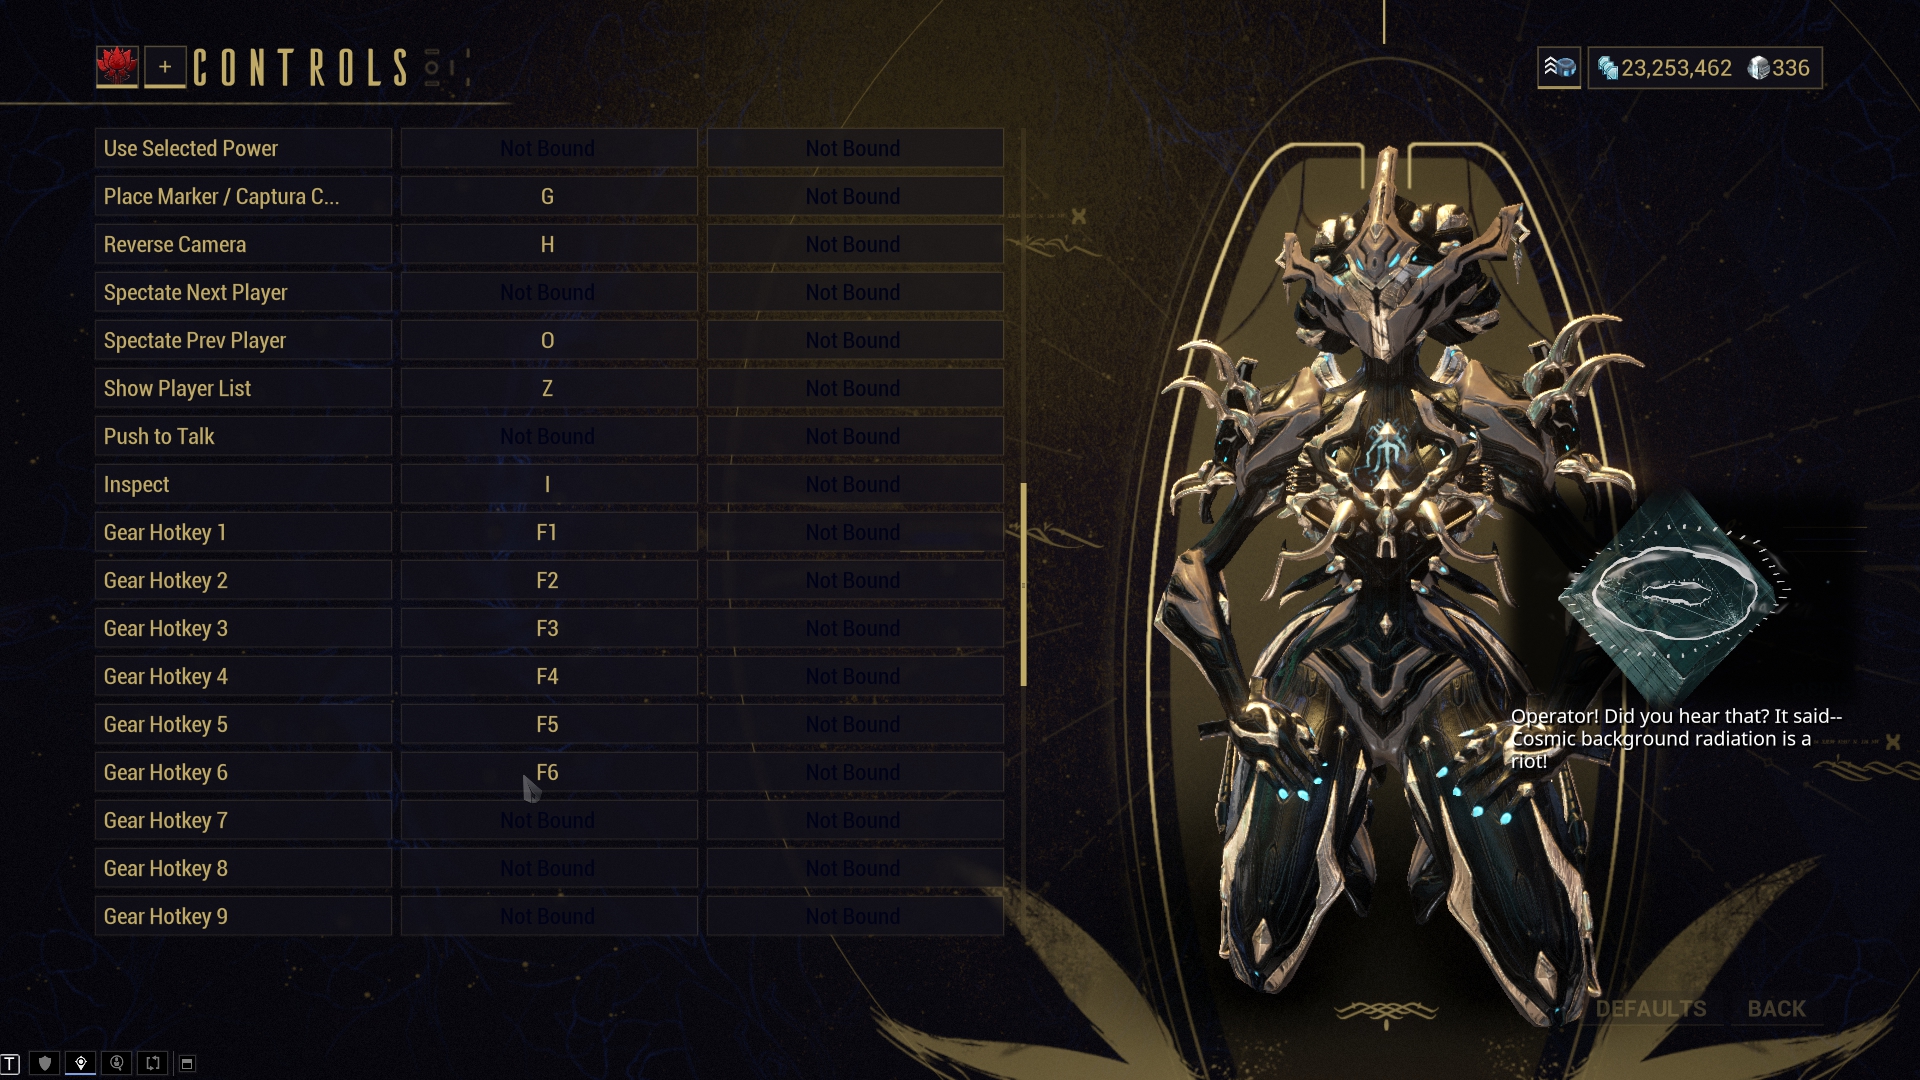 + CONTROLS
23,253,462 336
Use Selected Power Not Bound Not Bound
Place Marker / Captura C... G Not Bound
Reverse Camera H Not Bound
Spectate Next Player Not Bound Not Bound
Spectate Prev Player O Not Bound
Show Player List Z Not Bound
Push to Talk Not Bound Not Bound
Inspect I Not Bound
Gear Hotkey 1 F1 Not Bound
Gear Hotkey 2 F2 Not Bound
Gear Hotkey 3 F3 Not Bound
Gear Hotkey 4 F4 Not Bound
Gear Hotkey 5 F5 Not Bound
Gear Hotkey 6 F6 Not Bound
Gear Hotkey 7 Not Bound Not Bound
Gear Hotkey 8 Not Bound Not Bound
Gear Hotkey 9 Not Bound Not Bound
Operator! Did you hear that? It said--
Cosmic background radiation is a
riot!
DEFAULTS BACK
T